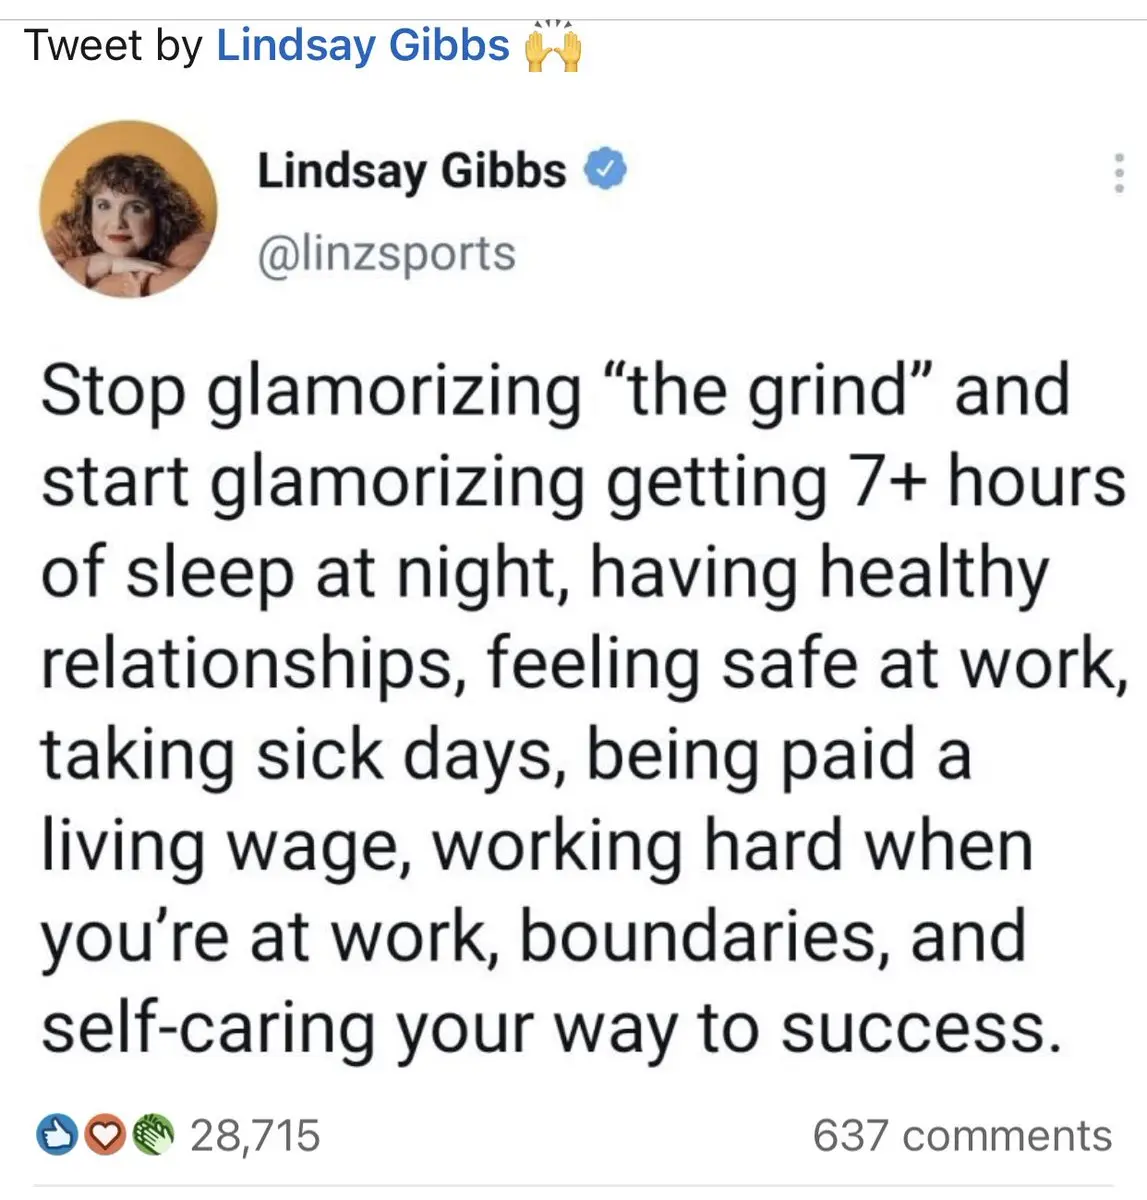 Tweet by Lindsay Gibbs 🙌
Lindsay Gibbs
@linzsports
Stop glamorizing “the grind” and
start glamorizing getting 7+ hours
of sleep at night, having healthy
relationships, feeling safe at work,
taking sick days, being paid a
living wage, working hard when
you’re at work, boundaries, and
self-caring your way to success.
28,715 637 comments